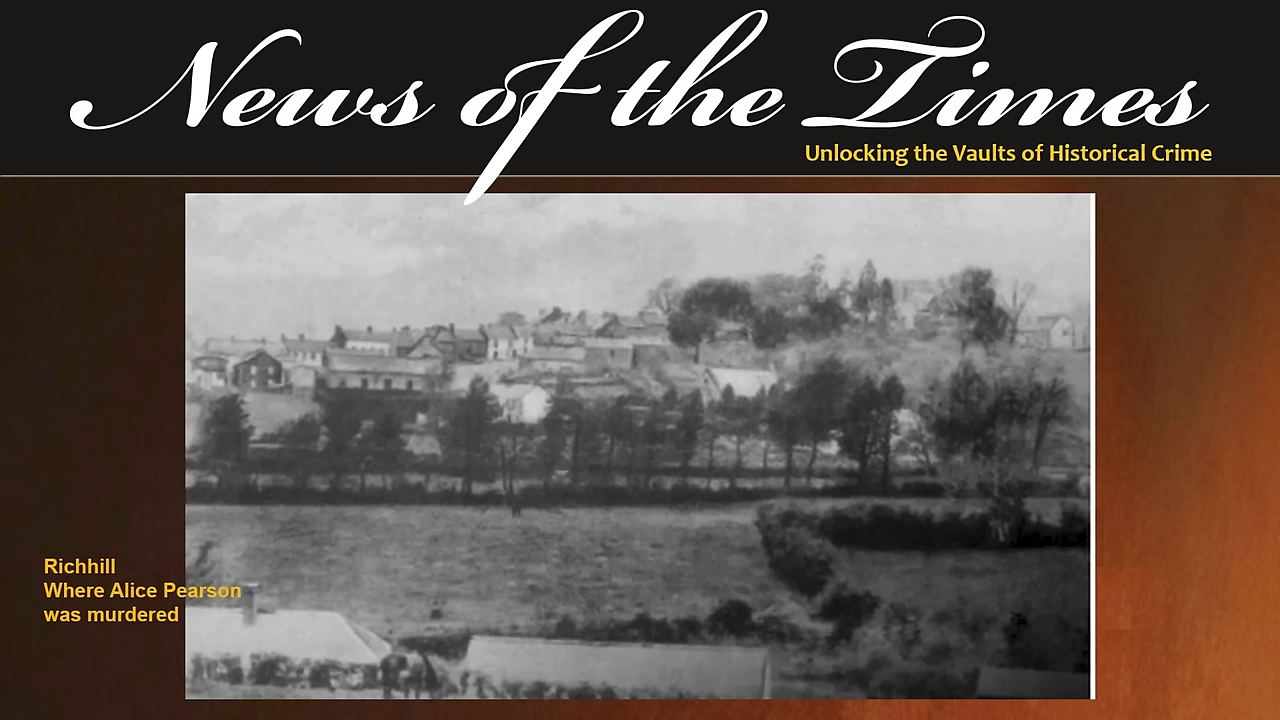 News of the Times
Unlocking the Vaults of Historical Crime
Richhill
Where Alice Pearson
was murdered